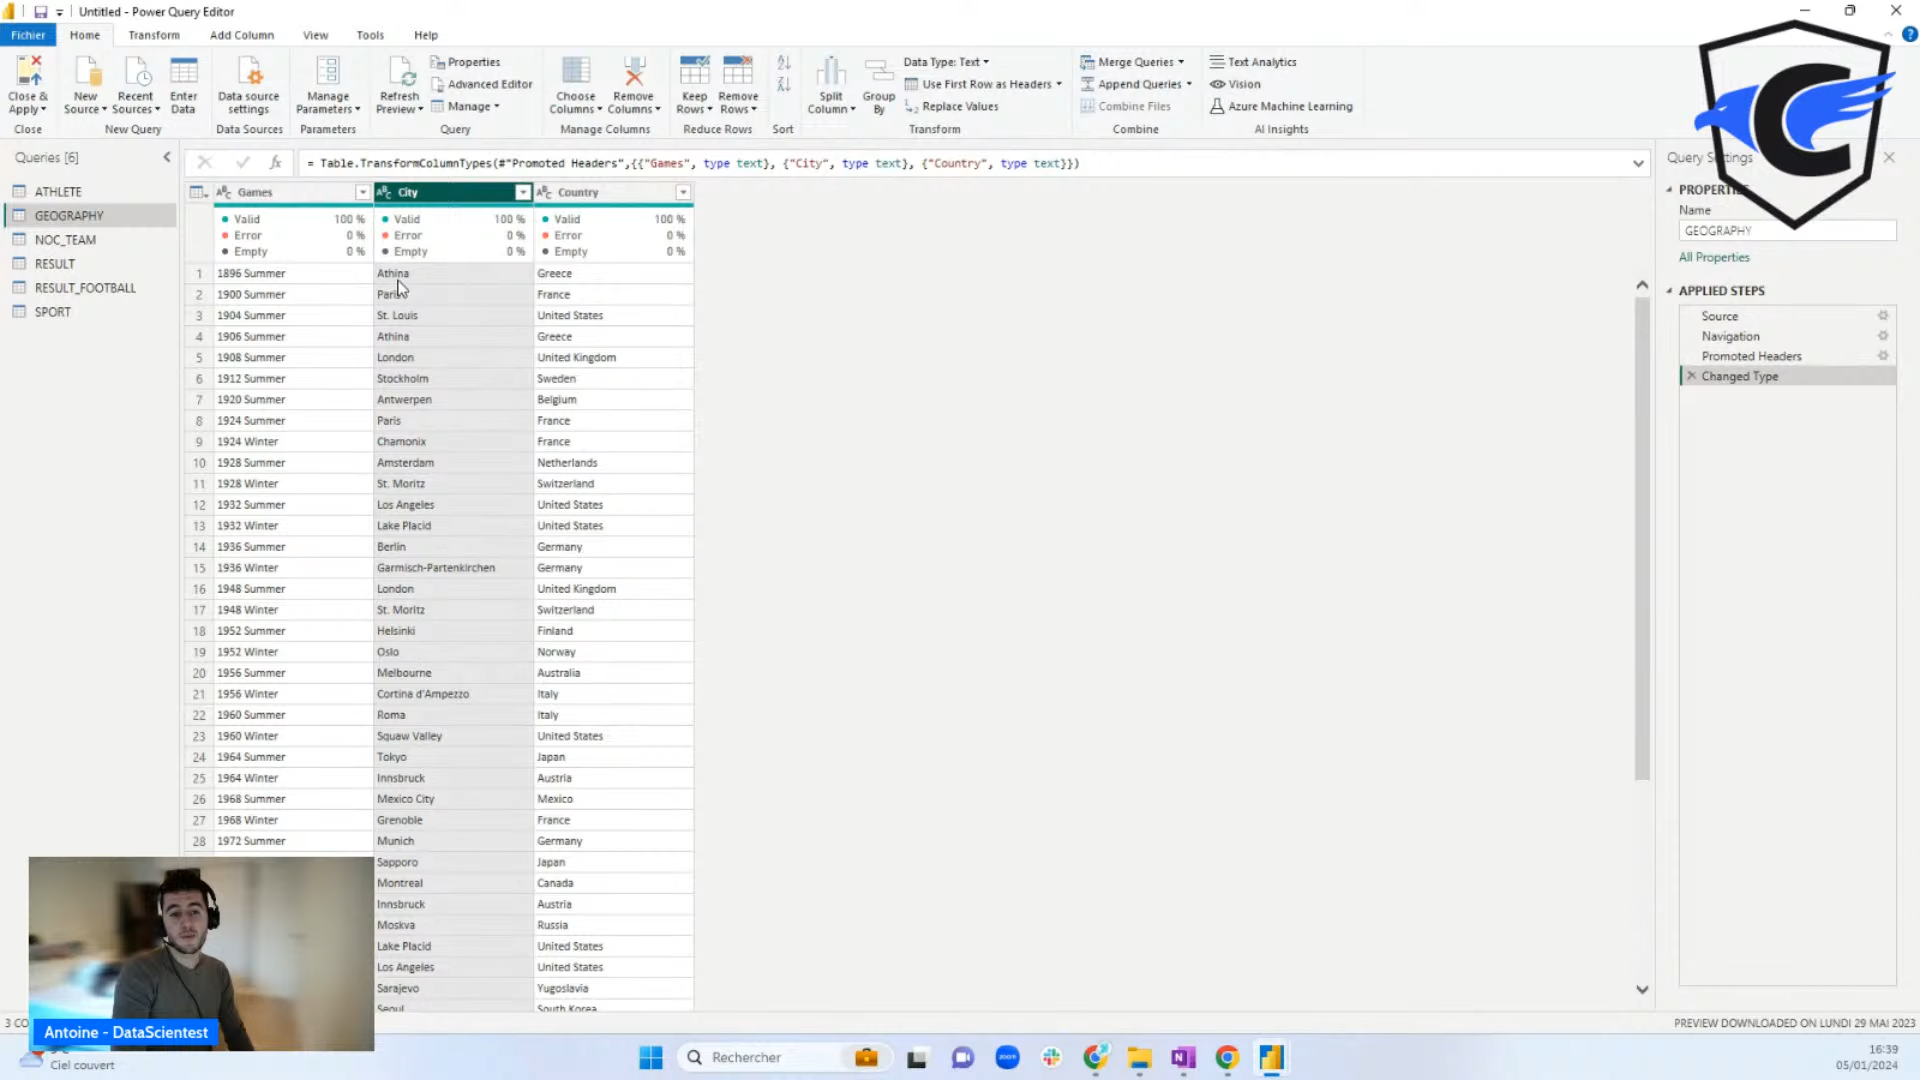 Untitled - Power Query Editor
Fichier Home Transform Add Column View Tools Help
Close & Apply
New Source
Recent Sources
Enter Data
Data source settings
Manage Parameters
Refresh Preview
Properties
Advanced Editor
Manage
Choose Columns
Remove Columns
Keep Rows
Remove Rows
Split Column
Group By
Data Type: Text
Use First Row as Headers
Replace Values
Merge Queries
Append Queries
Combine Files
Text Analytics
Vision
Azure Machine Learning
Close New Query Data Sources Parameters Query Manage Columns Reduce Rows Sort Transform Combine AI Insights
Queries [6]
ATHLETE
GEOGRAPHY
NOC_TEAM
RESULT
RESULT_FOOTBALL
SPORT
= Table.TransformColumnTypes(#"Promoted Headers",{{"Games", type text}, {"City", type text}, {"Country", type text}})
Games City Country
Valid 100 % Valid 100 % Valid 100 %
Error 0 % Error 0 % Error 0 %
Empty 0 % Empty 0 % Empty 0 %
1 1896 Summer Athina Greece
2 1900 Summer Paris France
3 1904 Summer St. Louis United States
4 1906 Summer Athina Greece
5 1908 Summer London United Kingdom
6 1912 Summer Stockholm Sweden
7 1920 Summer Antwerpen Belgium
8 1924 Summer Paris France
9 1924 Winter Chamonix France
10 1928 Summer Amsterdam Netherlands
11 1928 Winter St. Moritz Switzerland
12 1932 Summer Los Angeles United States
13 1932 Winter Lake Placid United States
14 1936 Summer Berlin Germany
15 1936 Winter Garmisch-Partenkirchen Germany
16 1948 Summer London United Kingdom
17 1948 Winter St. Moritz Switzerland
18 1952 Summer Helsinki Finland
19 1952 Winter Oslo Norway
20 1956 Summer Melbourne Australia
21 1956 Winter Cortina d'Ampezzo Italy
22 1960 Summer Roma Italy
23 1960 Winter Squaw Valley United States
24 1964 Summer Tokyo Japan
25 1964 Winter Innsbruck Austria
26 1968 Summer Mexico City Mexico
27 1968 Winter Grenoble France
28 1972 Summer Munich Germany
Sapporo Japan
Montreal Canada
Innsbruck Austria
Moskva Russia
Lake Placid United States
Los Angeles United States
Sarajevo Yugoslavia
Seoul South Korea
Query Settings
PROPERTIES
Name
GEOGRAPHY
All Properties
APPLIED STEPS
Source
Navigation
Promoted Headers
Changed Type
C
3 CO
PREVIEW DOWNLOADED ON LUNDI 29 MAI 2023
Antoine - DataScientest
Ciel couvert
Rechercher
zoom
16:39
05/01/2024